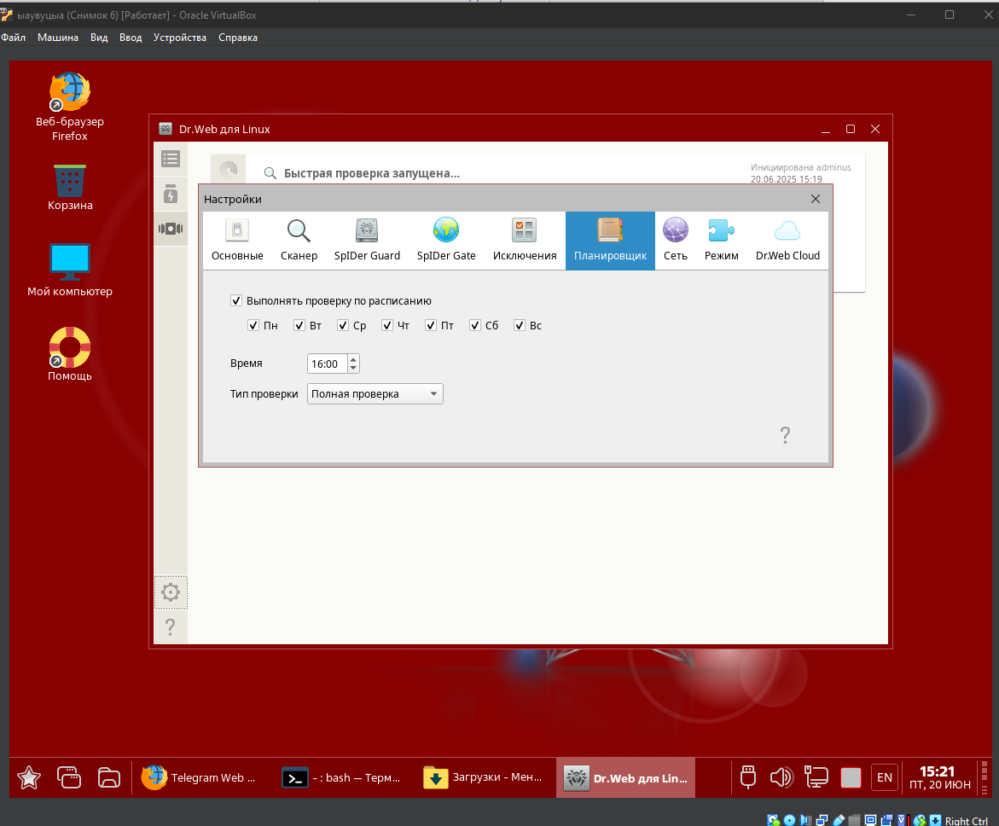 ыаувуцыа (Снимок 6) [Работает] - Oracle VirtualBox
Файл Машина Вид Ввод Устройства Справка
Веб-браузер
Firefox
Корзина
Мой компьютер
Помощь
Dr.Web для Linux
Быстрая проверка запущена...
Инициирована adminus
20.06.2025 15:19
Настройки
Основные Сканер SpIDer Guard SpIDer Gate Исключения Планировщик Сеть Режим Dr.Web Cloud
Выполнять проверку по расписанию
Пн Вт Ср Чт Пт Сб Вс
Время 16:00
Тип проверки Полная проверка
?
?
Telegram Web ...
- : bash — Терм...
Загрузки - Мен...
Dr.Web для Lin...
EN
15:21
ПТ, 20 ИЮН
Right Ctrl